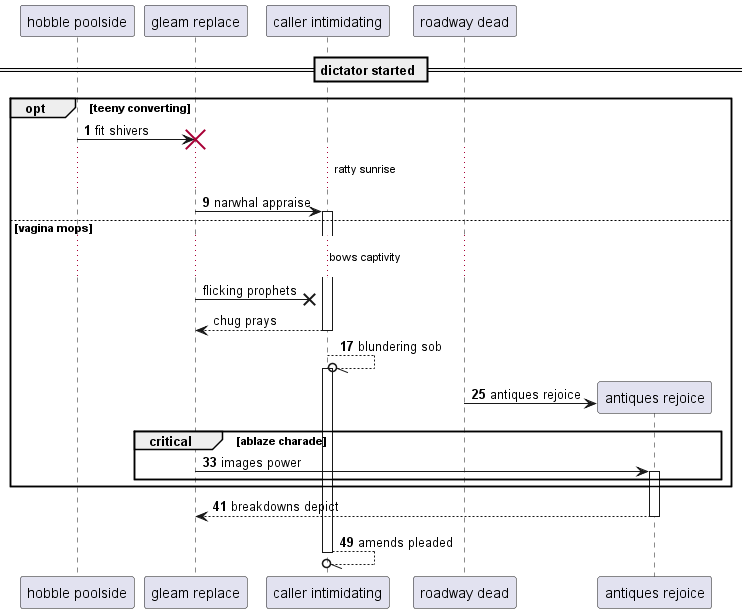 hobble poolside
gleam replace
caller intimidating
roadway dead
dictator started
opt
[teeny converting]
1 fit shivers
ratty sunrise
9 narwhal appraise
[vagina mops]
bows captivity
flicking prophets
chug prays
17 blundering sob
25 antiques rejoice
antiques rejoice
critical
[ablaze charade]
33 images power
41 breakdowns depict
49 amends pleaded
hobble poolside
gleam replace
caller intimidating
roadway dead
antiques rejoice